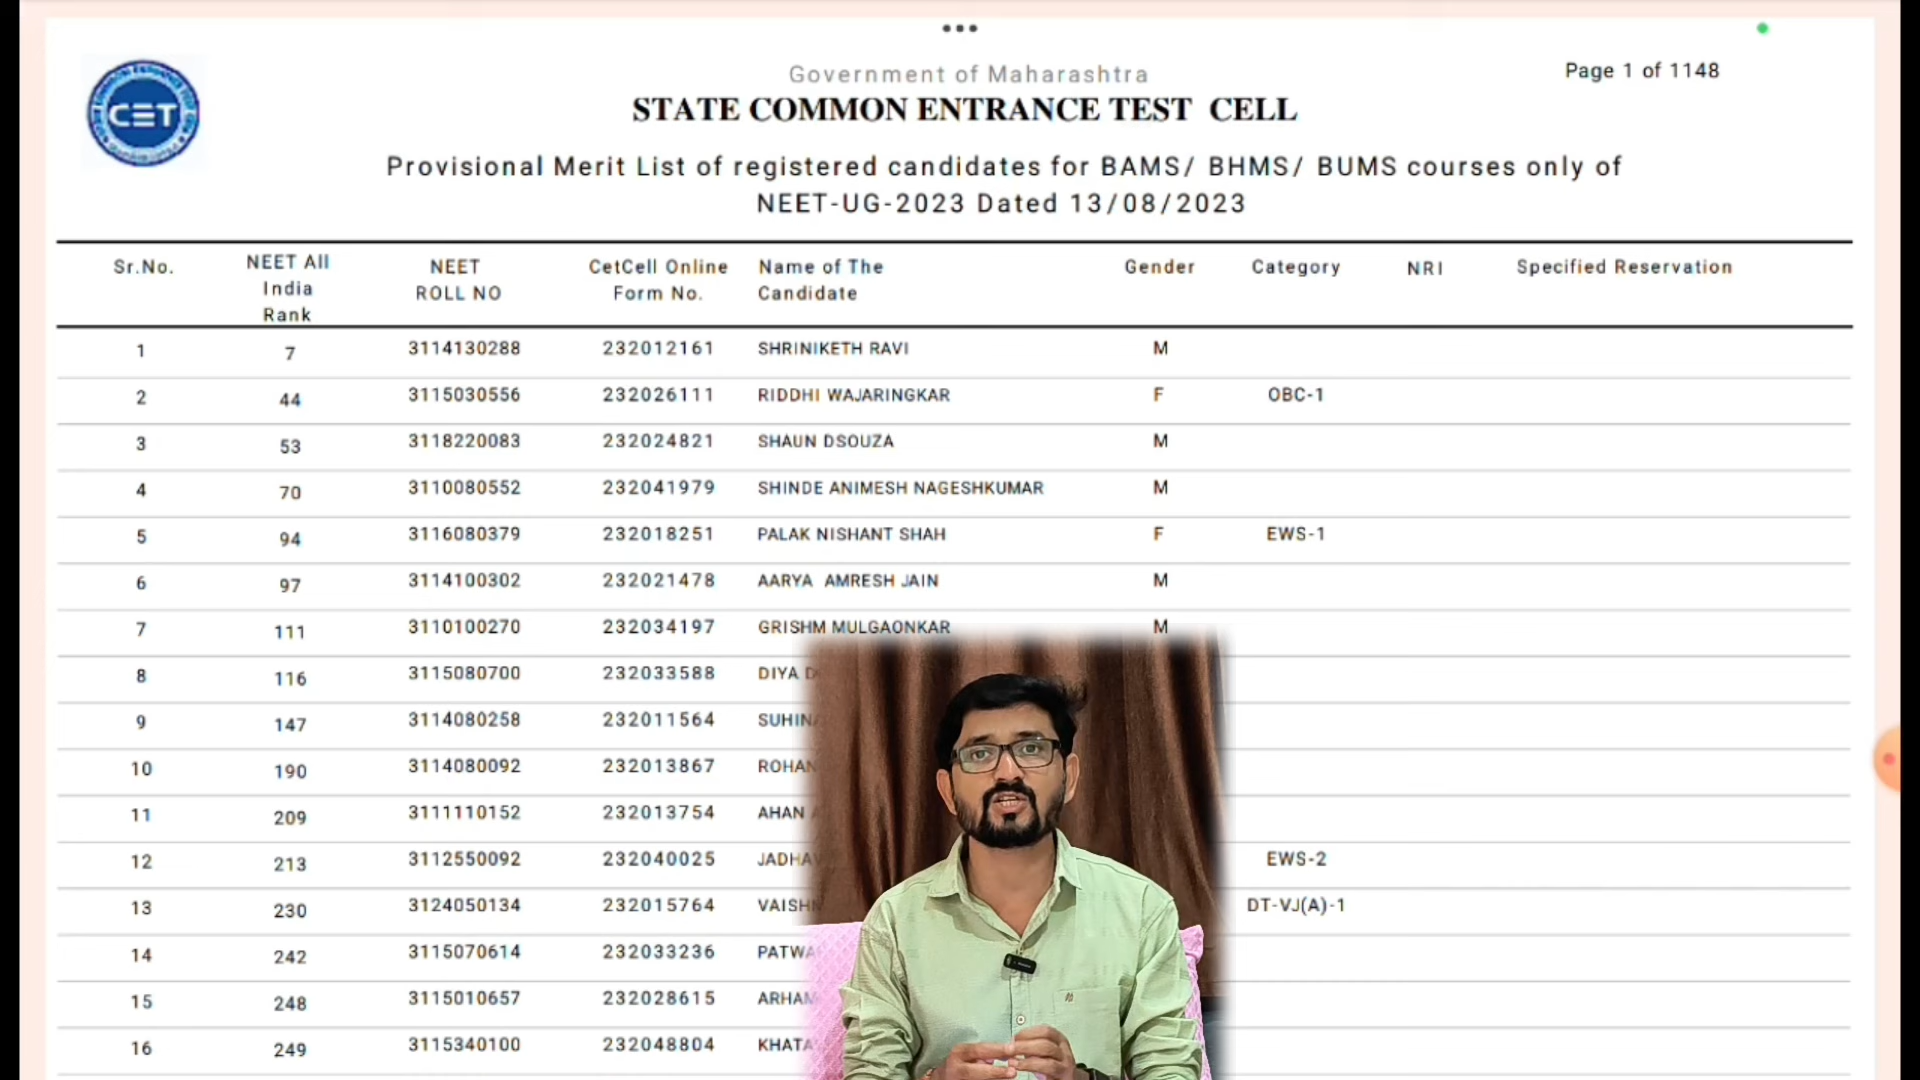 Government of Maharashtra
Page 1 of 1148
CET
STATE COMMON ENTRANCE TEST CELL
Provisional Merit List of registered candidates for BAMS/ BHMS/ BUMS courses only of
NEET-UG-2023 Dated 13/08/2023
Sr.No. NEET All India Rank NEET ROLL NO CetCell Online Form No. Name of The Candidate Gender Category NRI Specified Reservation
1 7 3114130288 232012161 SHRINIKETH RAVI M
2 44 3115030556 232026111 RIDDHI WAJARINGKAR F OBC-1
3 53 3118220083 232024821 SHAUN DSOUZA M
4 70 3110080552 232041979 SHINDE ANIMESH NAGESHKUMAR M
5 94 3116080379 232018251 PALAK NISHANT SHAH F EWS-1
6 97 3114100302 232021478 AARYA AMRESH JAIN M
7 111 3110100270 232034197 GRISHM MULGAONKAR M
8 116 3115080700 232033588 DIYA
9 147 3114080258 232011564
10 190 3114080092 232013867 ROHAN
11 209 3111110152 232013754 AHAN
12 213 3112550092 232040025 EWS-2
13 230 3124050134 232015764 DT-VJ(A)-1
14 242 3115070614 232033236
15 248 3115010657 232028615
16 249 3115340100 232048804